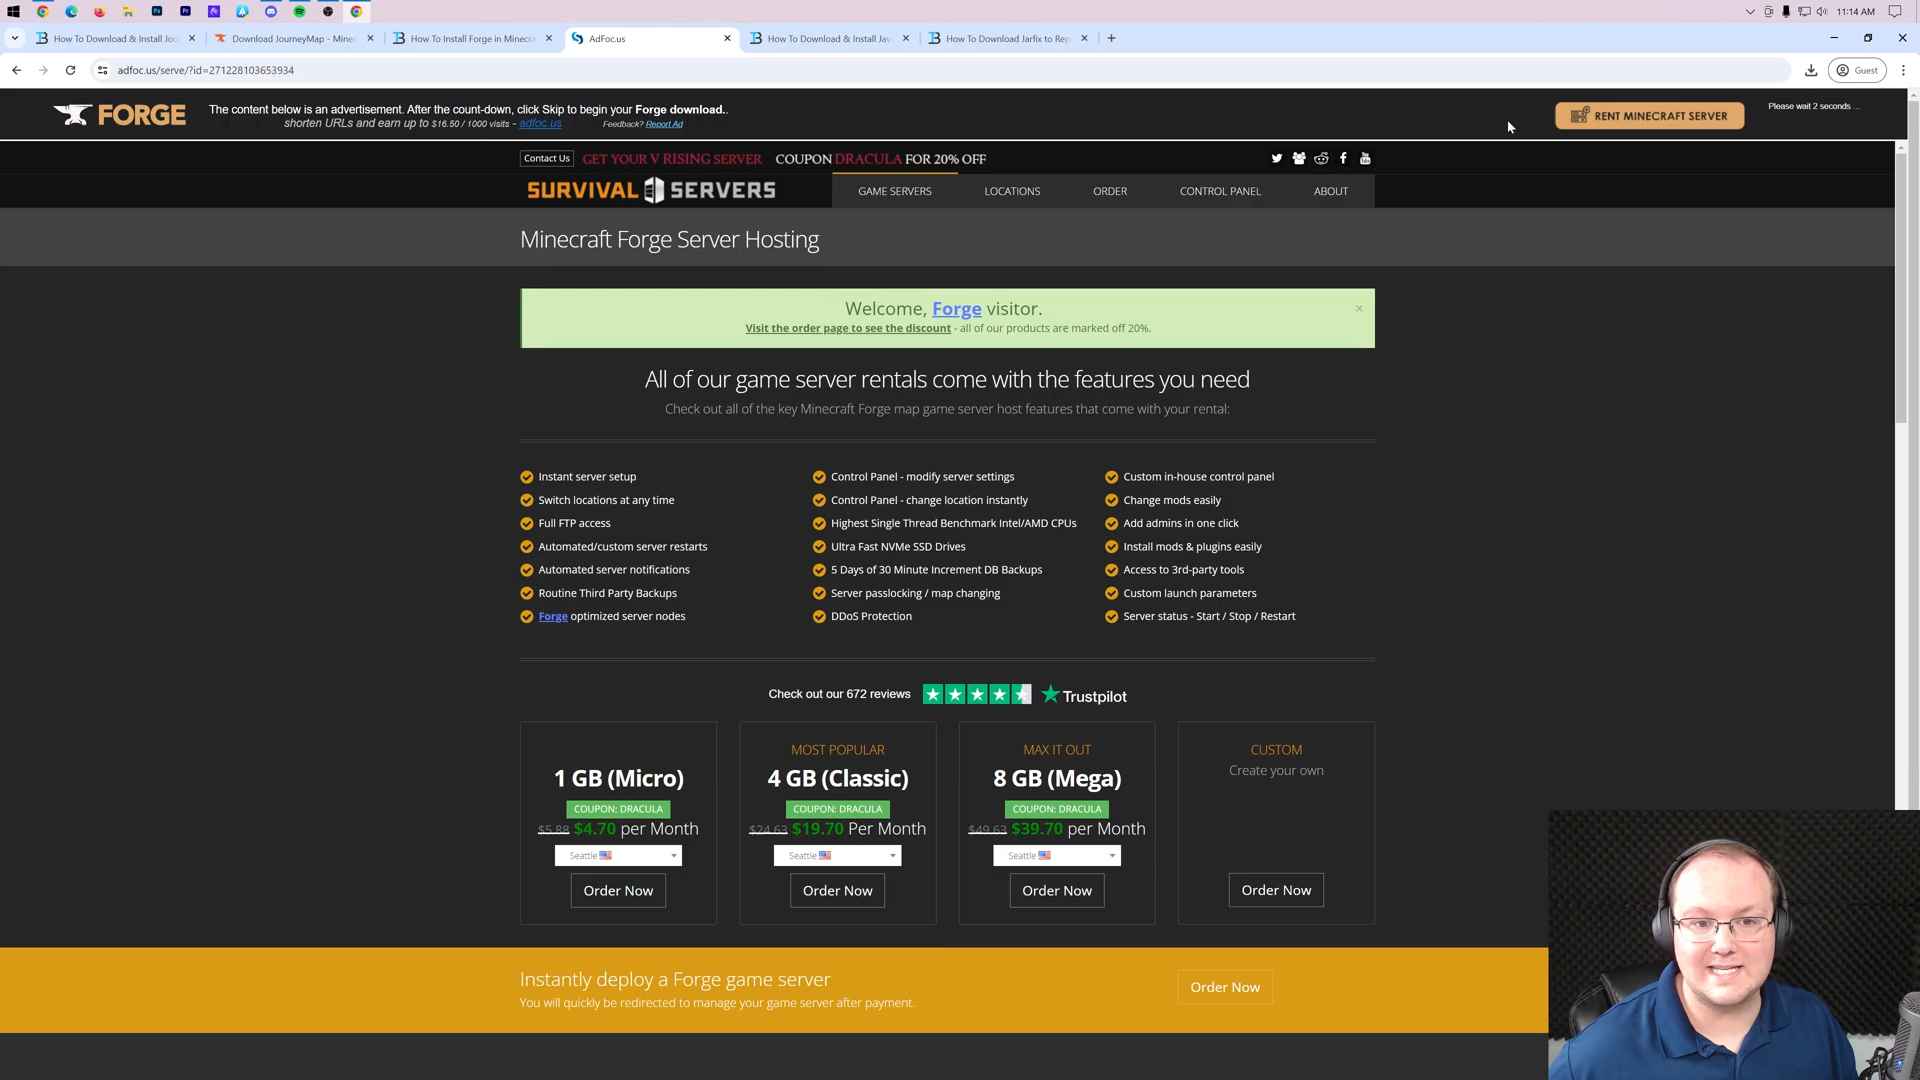 11:14 AM
How To Download & Install Jou
Download JourneyMap - Mine
How To Install Forge in Minecra
AdFoc.us
How To Download & Install Jav
How To Download Jarfix to Rep
adfoc.us/serve/?id=271228103653934
Guest
FORGE
The content below is an advertisement. After the count-down, click Skip to begin your Forge download..
shorten URLs and earn up to $16.50 / 1000 visits - adfoc.us
Feedback? Report Ad
RENT MINECRAFT SERVER
Please wait 2 seconds ...
Contact Us
GET YOUR V RISING SERVER COUPON DRACULA FOR 20% OFF
SURVIVAL SERVERS
GAME SERVERS
LOCATIONS
ORDER
CONTROL PANEL
ABOUT
Minecraft Forge Server Hosting
Welcome, Forge visitor.
Visit the order page to see the discount - all of our products are marked off 20%.
All of our game server rentals come with the features you need
Check out all of the key Minecraft Forge map game server host features that come with your rental:
Instant server setup
Switch locations at any time
Full FTP access
Automated/custom server restarts
Automated server notifications
Routine Third Party Backups
Forge optimized server nodes
Control Panel - modify server settings
Control Panel - change location instantly
Highest Single Thread Benchmark Intel/AMD CPUs
Ultra Fast NVMe SSD Drives
5 Days of 30 Minute Increment DB Backups
Server passlocking / map changing
DDoS Protection
Custom in-house control panel
Change mods easily
Add admins in one click
Install mods & plugins easily
Access to 3rd-party tools
Custom launch parameters
Server status - Start / Stop / Restart
Check out our 672 reviews
Trustpilot
1 GB (Micro)
COUPON: DRACULA
$5.88 $4.70 per Month
Seattle
Order Now
MOST POPULAR
4 GB (Classic)
COUPON: DRACULA
$24.63 $19.70 Per Month
Seattle
Order Now
MAX IT OUT
8 GB (Mega)
COUPON: DRACULA
$49.63 $39.70 per Month
Seattle
Order Now
CUSTOM
Create your own
Order Now
Instantly deploy a Forge game server
You will quickly be redirected to manage your game server after payment.
Order Now